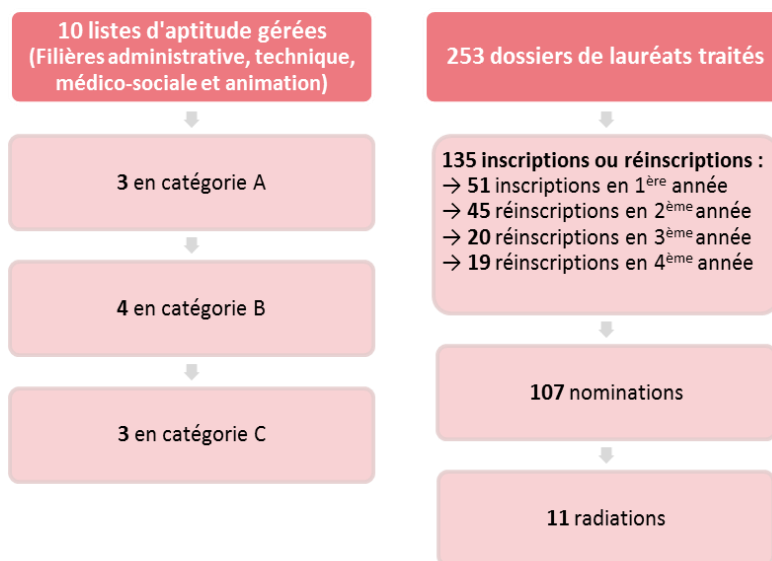 10 listes d'aptitude gérées
(Filières administrative, technique,
médico-sociale et animation)
3 en catégorie A
4 en catégorie B
3 en catégorie C
253 dossiers de lauréats traités
135 inscriptions ou réinscriptions :
→ 51 inscriptions en 1ère année
→ 45 réinscriptions en 2ème année
→ 20 réinscriptions en 3ème année
→ 19 réinscriptions en 4ème année
107 nominations
11 radiations